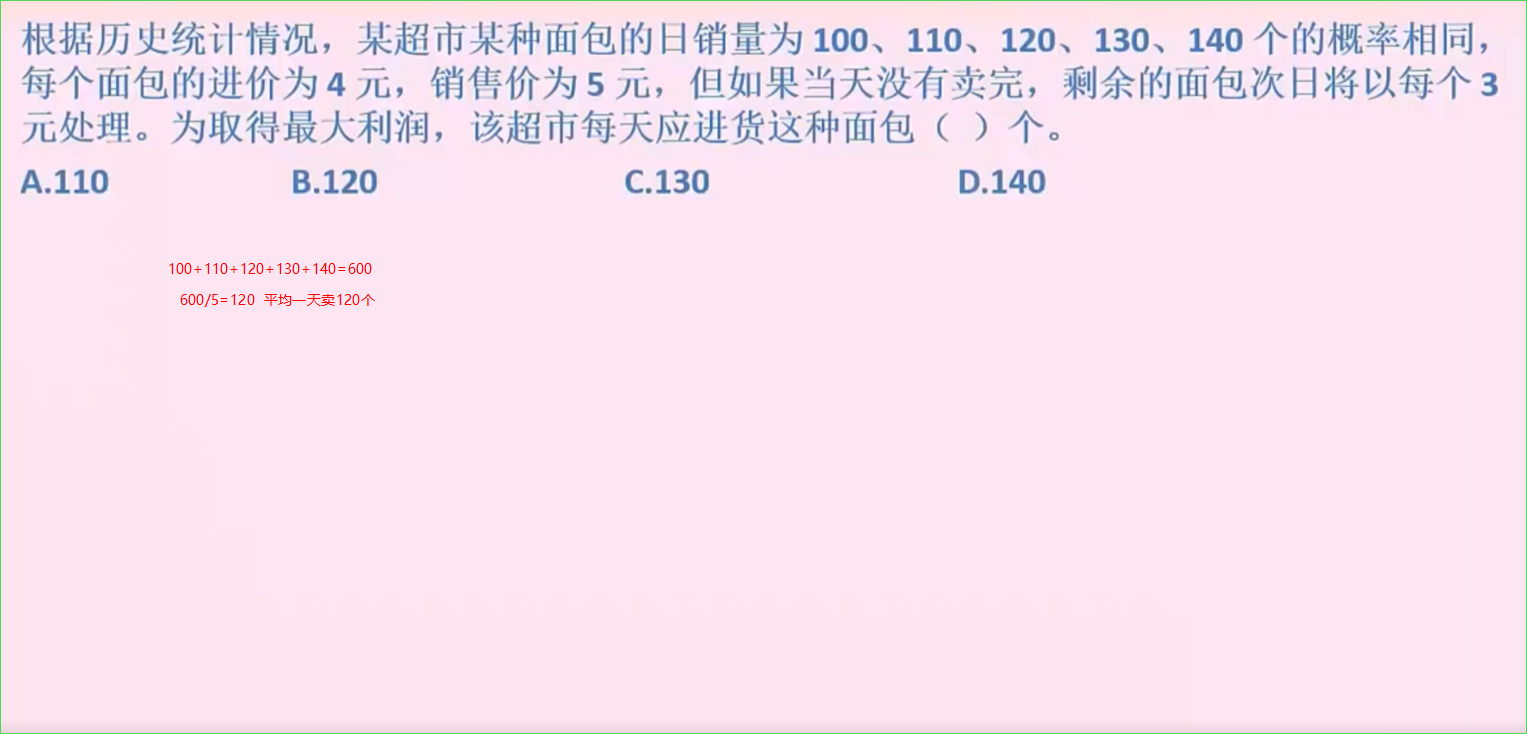 根据历史统计情况，某超市某种面包的日销量为 100、110、120、130、140 个的概率相同，
每个面包的进价为 4 元，销售价为 5 元，但如果当天没有卖完，剩余的面包次日将以每个 3
元处理。为取得最大利润，该超市每天应进货这种面包（ ）个。
A.110 B.120 C.130 D.140
100+110+120+130+140=600
600/5=120 平均一天卖120个